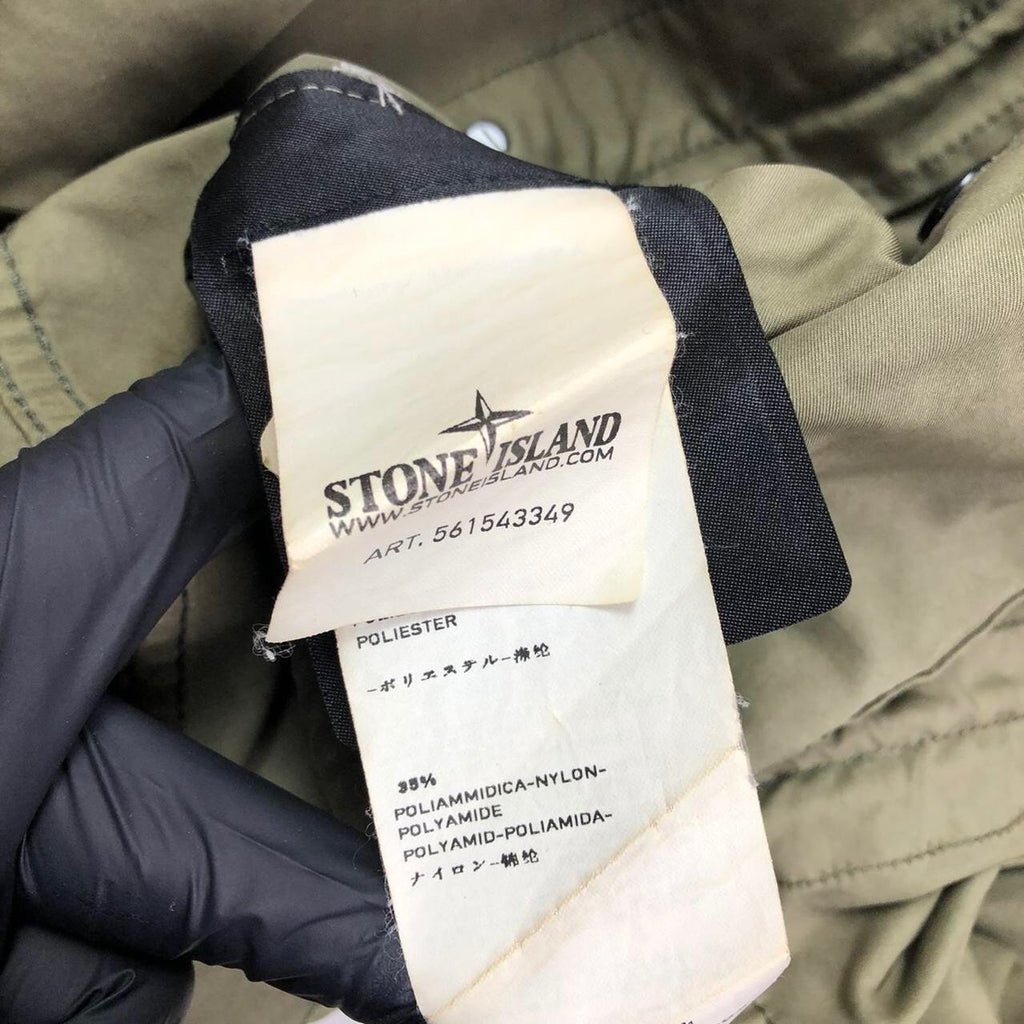 STONE ISLAND
WWW.STONEISLAND.COM
ART. 561543349
POLIESTER
-ポリエステル-涤纶
35%
POLIAMMIDICA-NYLON-
POLYAMIDE
POLYAMID-POLIAMIDA-
ナイロン-锦纶